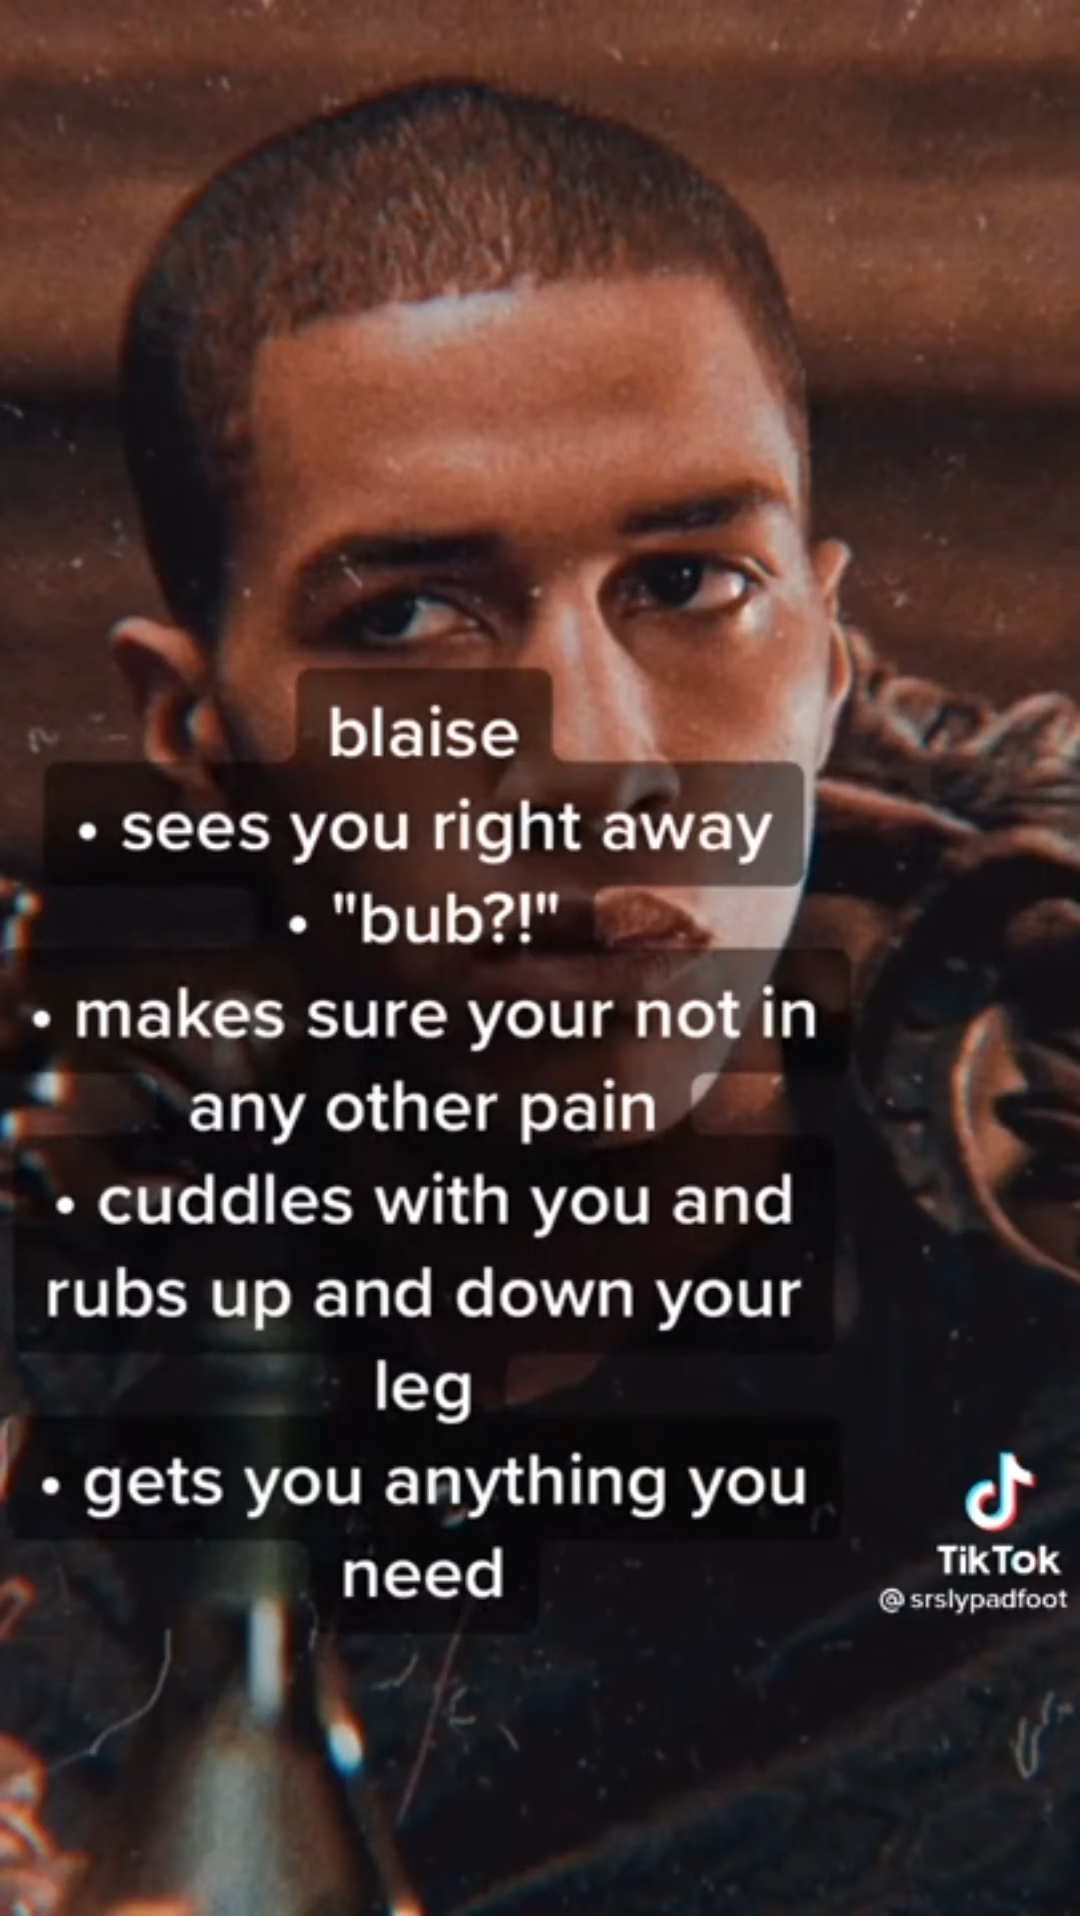 blaise
• sees you right away
• "bub?!"
• makes sure your not in
any other pain
• cuddles with you and
rubs up and down your
leg
• gets you anything you
need
TikTok
@srslypadfoot